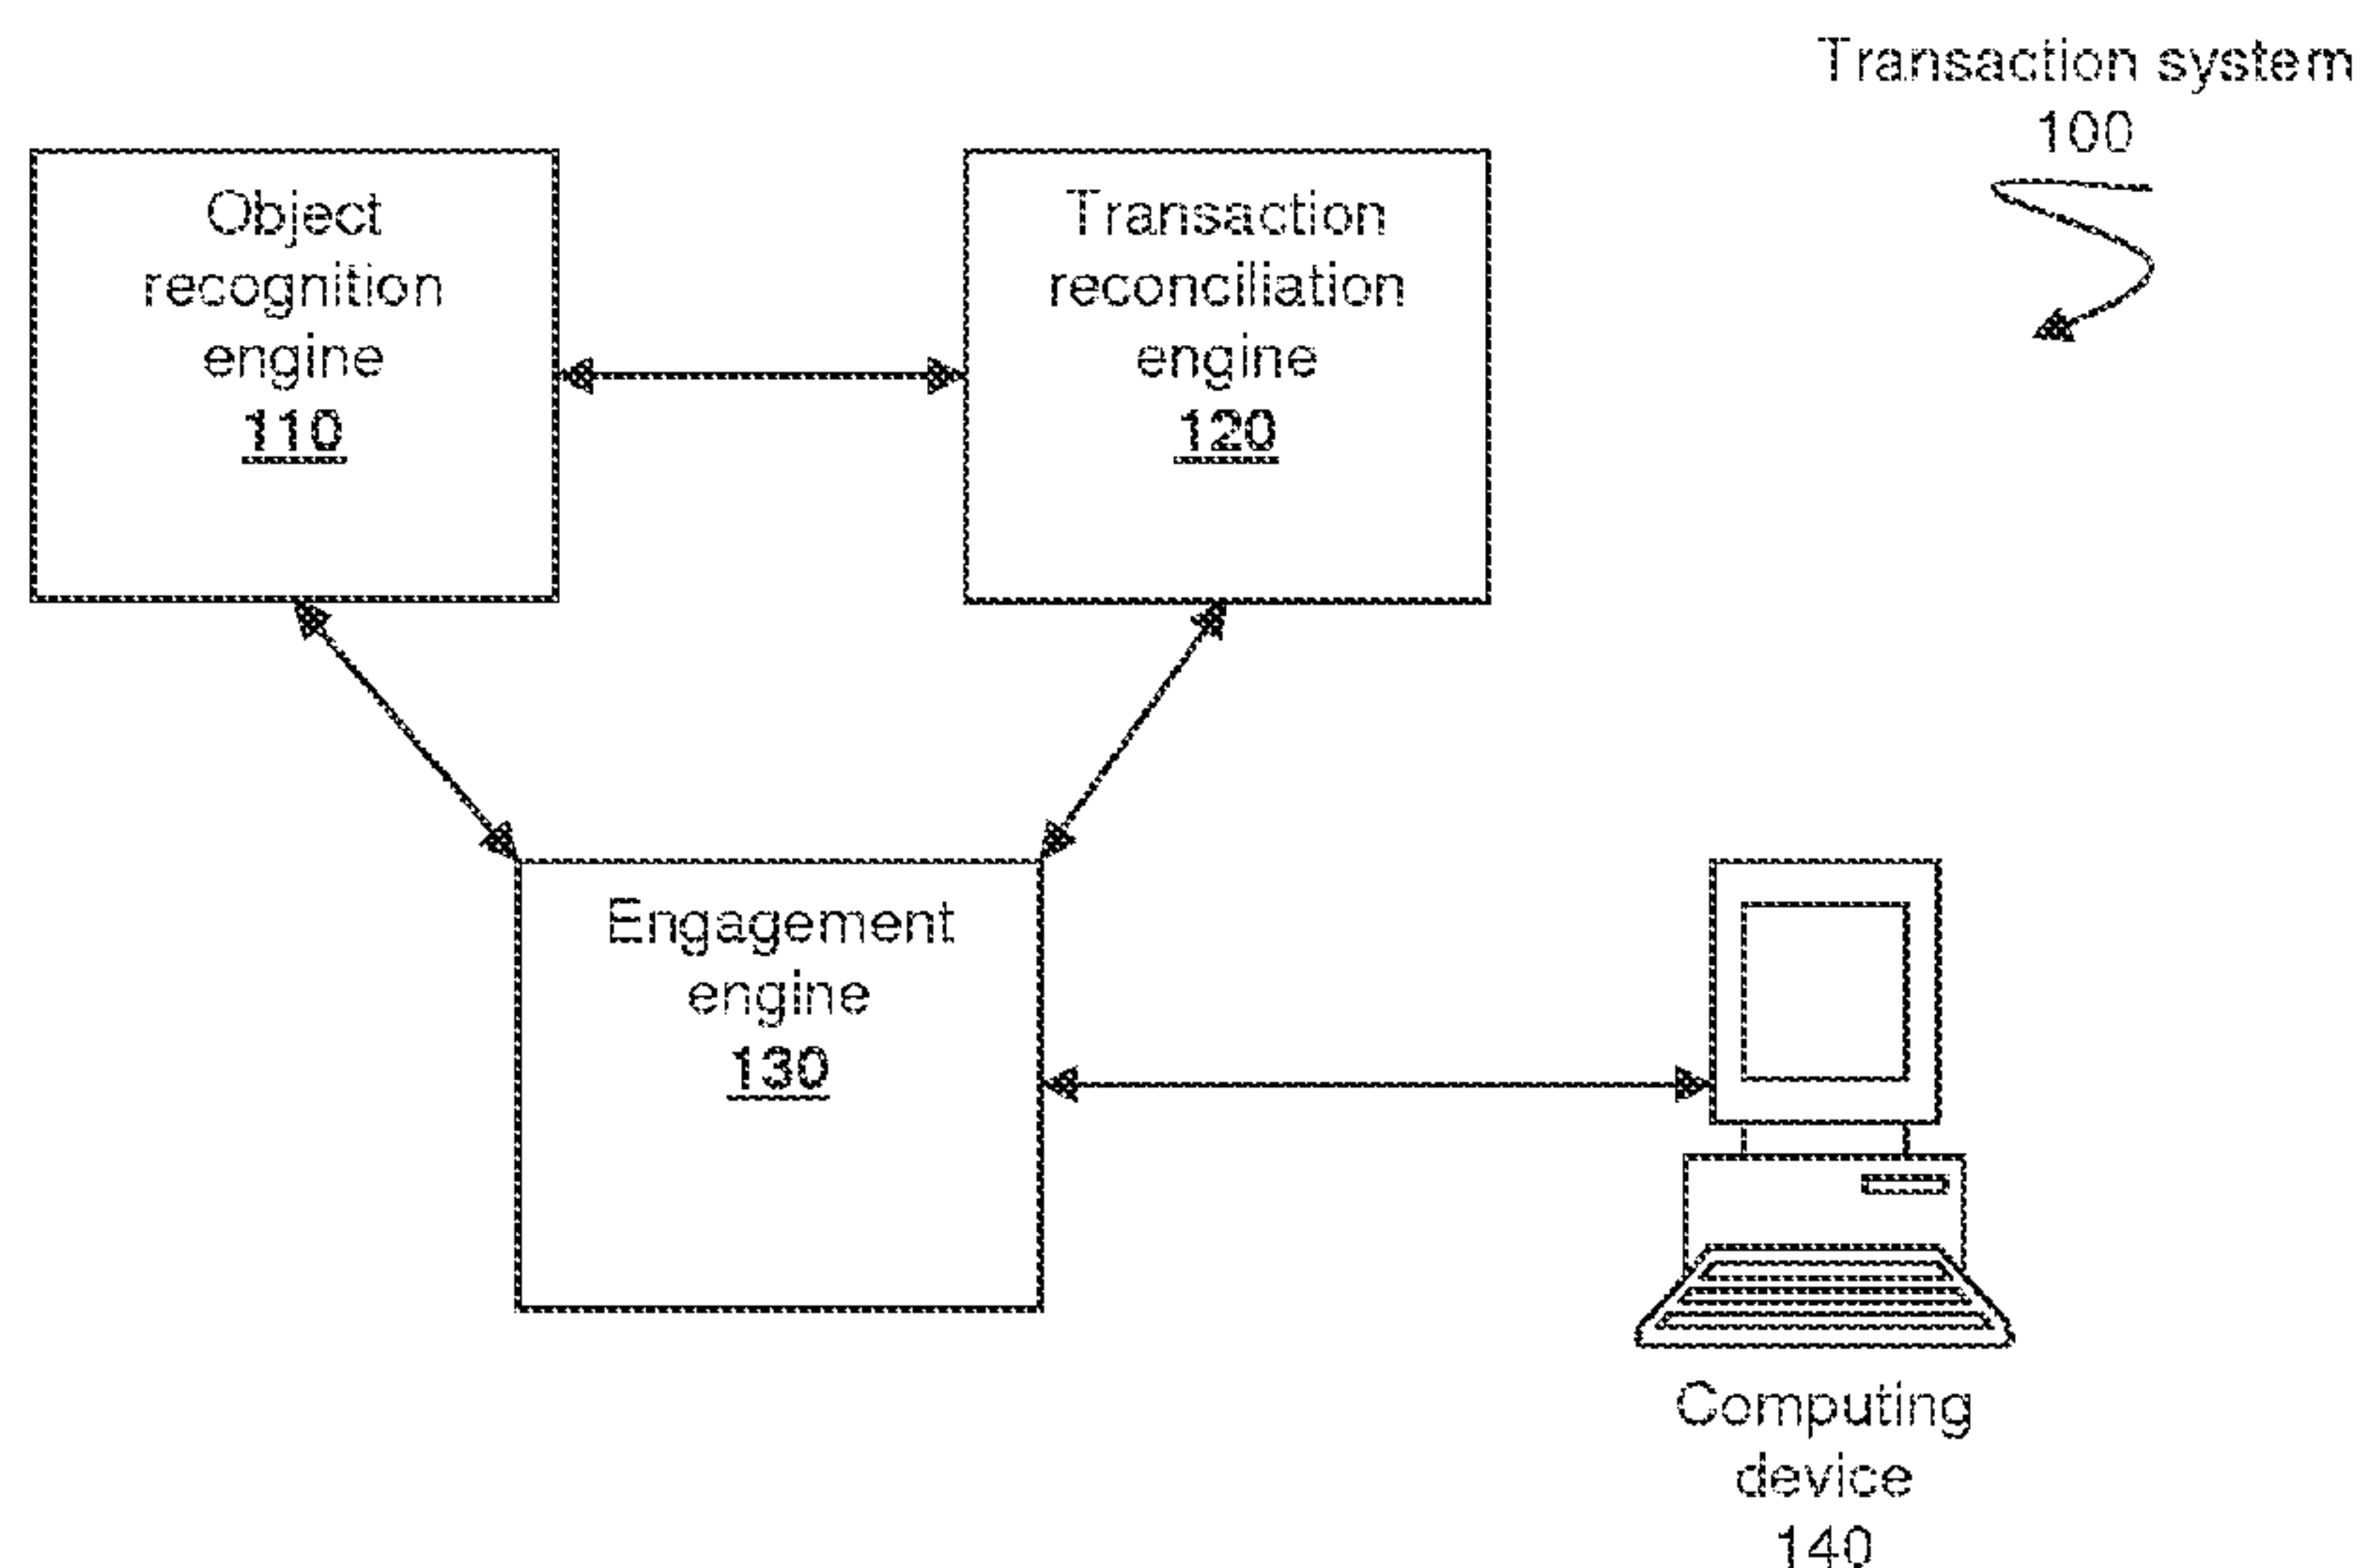 Transaction system
100
Object
recognition
engine
110
Transaction
reconciliation
engine
120
Engagement
engine
130
Computing
device
140